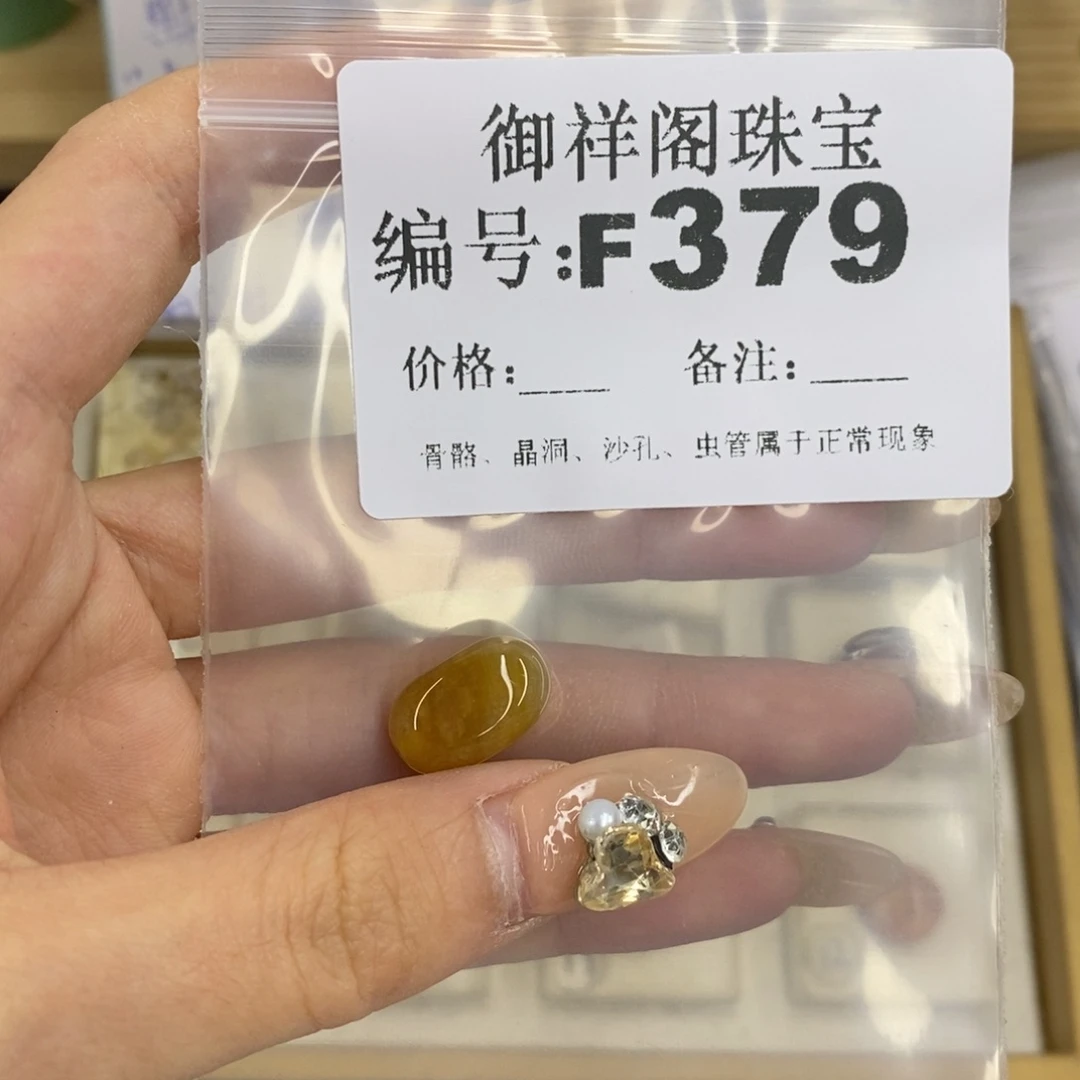 御祥阁珠宝
编号:F379
价格:____ 备注:____
骨骼、晶洞、沙孔、虫管属于正常现象